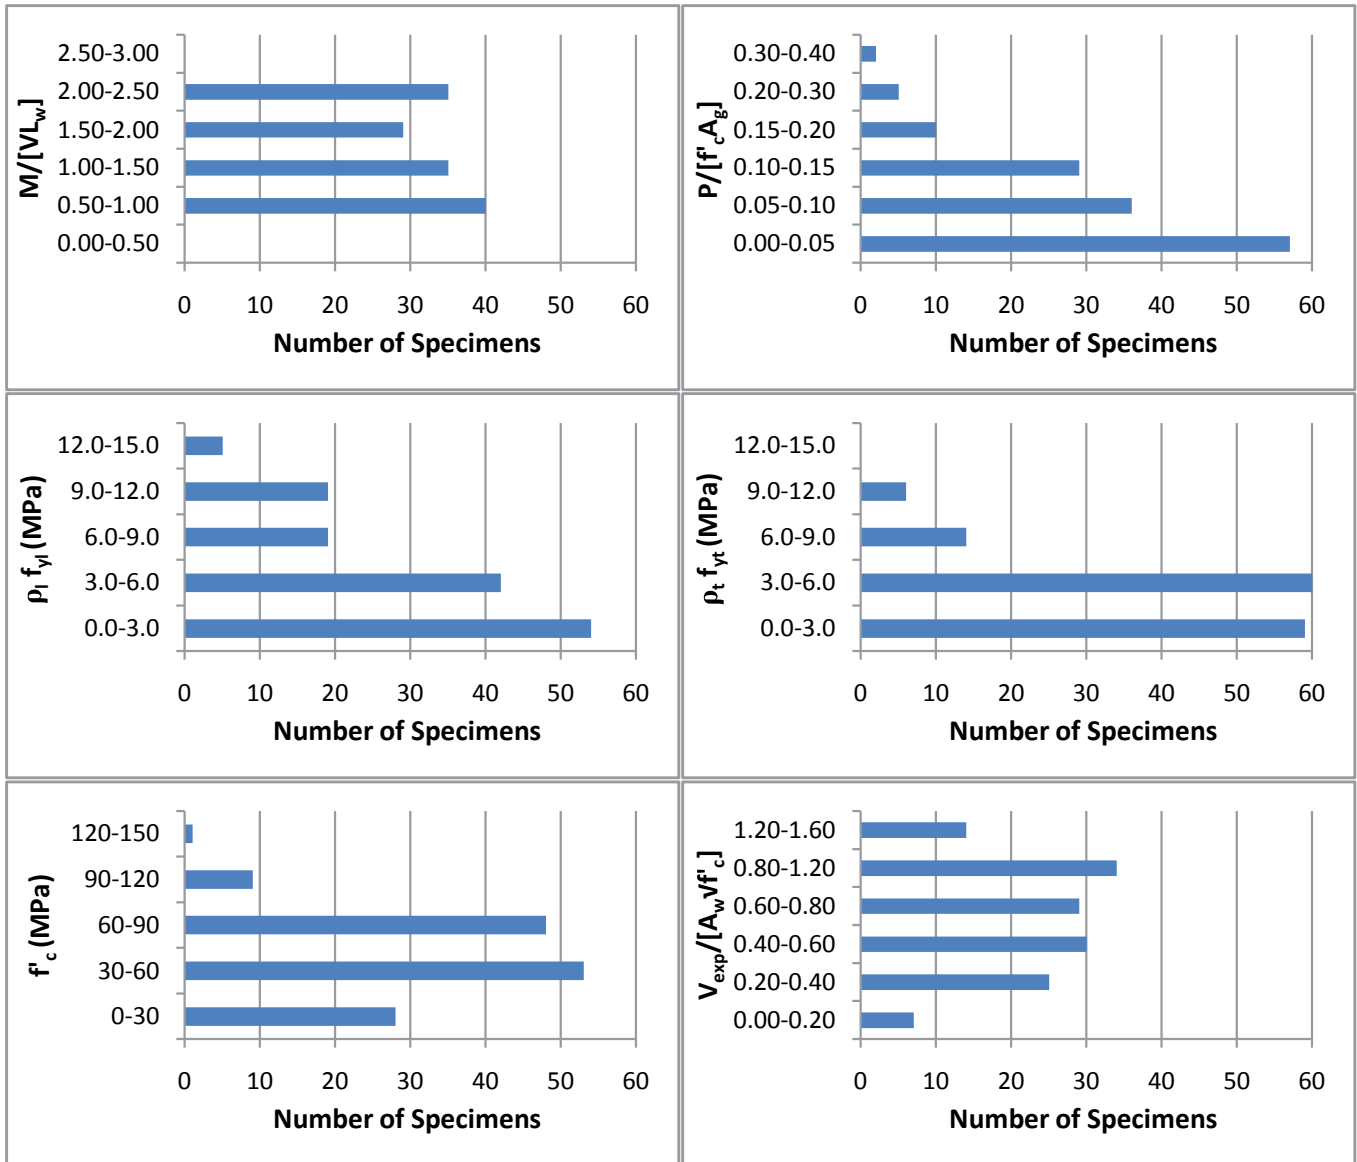 M/[VLw]
2.50-3.00
2.00-2.50
1.50-2.00
1.00-1.50
0.50-1.00
0.00-0.50
0 10 20 30 40 50 60
Number of Specimens
P/[f'cAg]
0.30-0.40
0.20-0.30
0.15-0.20
0.10-0.15
0.05-0.10
0.00-0.05
0 10 20 30 40 50 60
Number of Specimens
ρl fyl (MPa)
12.0-15.0
9.0-12.0
6.0-9.0
3.0-6.0
0.0-3.0
0 10 20 30 40 50 60
Number of Specimens
ρt fyt (MPa)
12.0-15.0
9.0-12.0
6.0-9.0
3.0-6.0
0.0-3.0
0 10 20 30 40 50 60
Number of Specimens
f'c (MPa)
120-150
90-120
60-90
30-60
0-30
0 10 20 30 40 50 60
Number of Specimens
Vexp/[Aw√f'c]
1.20-1.60
0.80-1.20
0.60-0.80
0.40-0.60
0.20-0.40
0.00-0.20
0 10 20 30 40 50 60
Number of Specimens